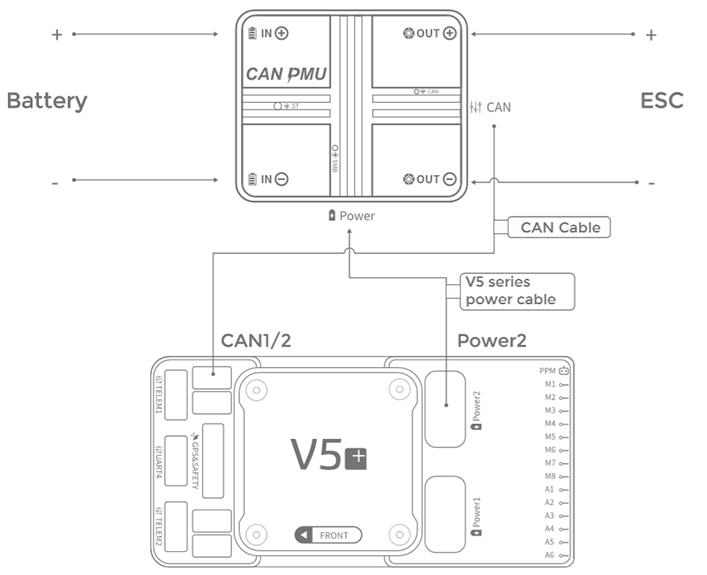 +
IN +
OUT +
+
CAN PMU
Battery
ESC
CAN
ST
CAN
SMB
-
IN -
OUT -
-
Power
CAN Cable
V5 series
power cable
CAN1/2
Power2
TELEM1
UART4
TELEM2
GPS&SAFETY
V5+
FRONT
Power2
Power1
PPM
M1
M2
M3
M4
M5
M6
M7
M8
A1
A2
A3
A4
A5
A6